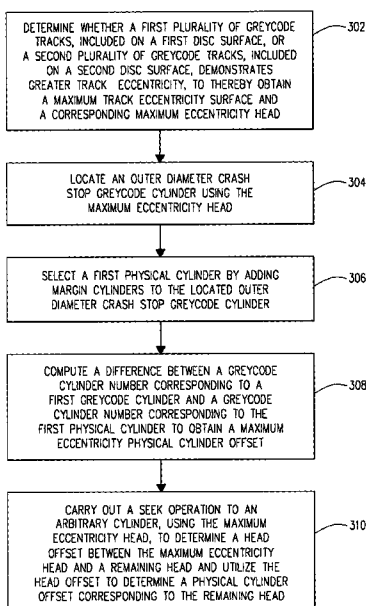 DETERMINE WHETHER A FIRST PLURALITY OF GREYCODE
TRACKS, INCLUDED ON A FIRST DISC SURFACE, OR
A SECOND PLURALITY OF GREYCODE TRACKS, INCLUDED
ON A SECOND DISC SURFACE, DEMONSTRATES
GREATER TRACK ECCENTRICITY, TO THEREBY OBTAIN
A MAXIMUM TRACK ECCENTRICITY SURFACE AND
A CORRESPONDING MAXIMUM ECCENTRICITY HEAD
302
LOCATE AN OUTER DIAMETER CRASH
STOP GREYCODE CYLINDER USING THE
MAXIMUM ECCENTRICITY HEAD
304
SELECT A FIRST PHYSICAL CYLINDER BY ADDING
MARGIN CYLINDERS TO THE LOCATED OUTER
DIAMETER CRASH STOP GREYCODE CYLINDER
306
COMPUTE A DIFFERENCE BETWEEN A GREYCODE
CYLINDER NUMBER CORRESPONDING TO A
FIRST GREYCODE CYLINDER AND A GREYCODE
CYLINDER NUMBER CORRESPONDING TO THE
FIRST PHYSICAL CYLINDER TO OBTAIN A MAXIMUM
ECCENTRICITY PHYSICAL CYLINDER OFFSET
308
CARRY OUT A SEEK OPERATION TO AN
ARBITRARY CYLINDER, USING THE MAXIMUM
ECCENTRICITY HEAD, TO DETERMINE A HEAD
OFFSET BETWEEN THE MAXIMUM ECCENTRICITY
HEAD AND A REMAINING HEAD AND UTILIZE THE
HEAD OFFSET TO DETERMINE A PHYSICAL CYLINDER
OFFSET CORRESPONDING TO THE REMAINING HEAD
310